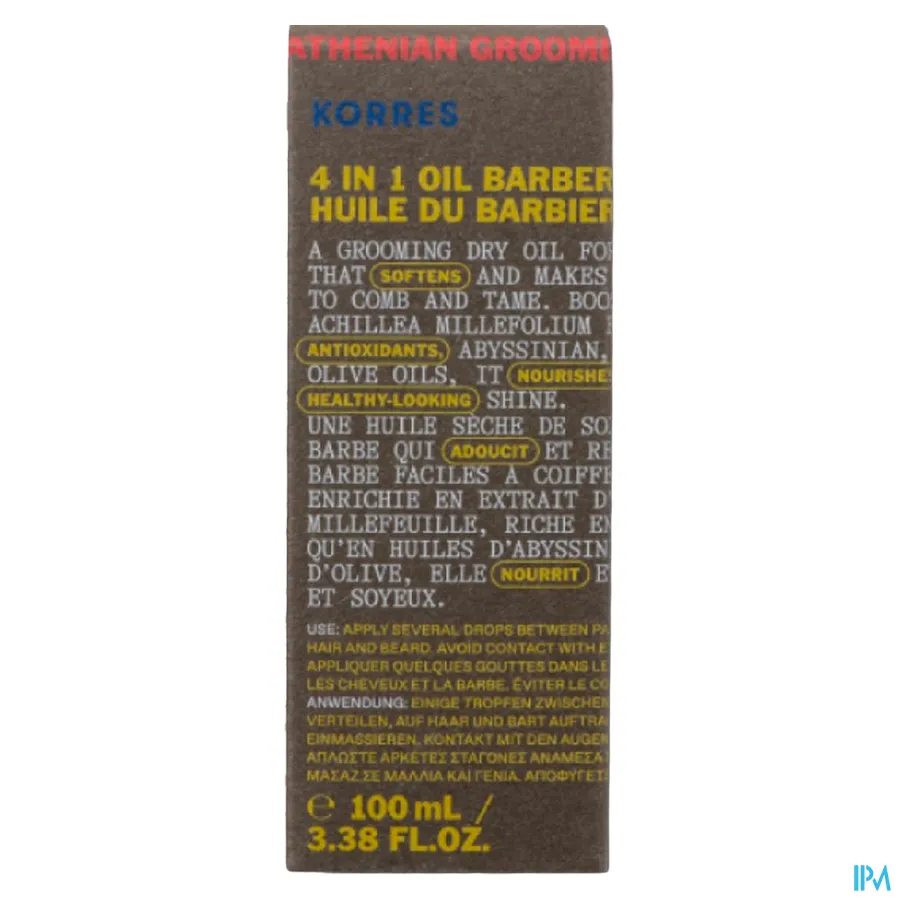 ATHENIAN GROOMI
KORRES
4 IN 1 OIL BARBER
HUILE DU BARBIER
A GROOMING DRY OIL FOR
THAT SOFTENS AND MAKES
TO COMB AND TAME. BOO
ACHILLEA MILLEFOLIUM
ANTIOXIDANTS, ABYSSINIAN,
OLIVE OILS, IT NOURISHES
HEALTHY-LOOKING SHINE.
UNE HUILE SÈCHE DE SO
BARBE QUI ADOUCIT ET RE
BARBE FACILES À COIFFE
ENRICHIE EN EXTRAIT D'
MILLEFEUILLE, RICHE EN
QU'EN HUILES D'ABYSSIN
D'OLIVE, ELLE NOURRIT E
ET SOYEUX.
USE: APPLY SEVERAL DROPS BETWEEN PA
HAIR AND BEARD. AVOID CONTACT WITH E
APPLIQUER QUELQUES GOUTTES DANS LE
LES CHEVEUX ET LA BARBE. ÉVITER LE CO
ANWENDUNG: EINIGE TROPFEN ZWISCHEN
VERTEILEN, AUF HAAR UND BART AUFTRA
EINMASSIEREN. KONTAKT MIT DEN AUGEN
ΑΠΛΩΣΤΕ ΑΡΚΕΤΕΣ ΣΤΑΓΟΝΕΣ ΑΝΑΜΕΣΑ
ΜΑΣΑΖ ΣΕ ΜΑΛΛΙΑ ΚΑΙ ΓΕΝΙΑ. ΑΠΟΦΥΓΕΤΕ
℮ 100 mL /
3.38 FL.OZ.
IPM